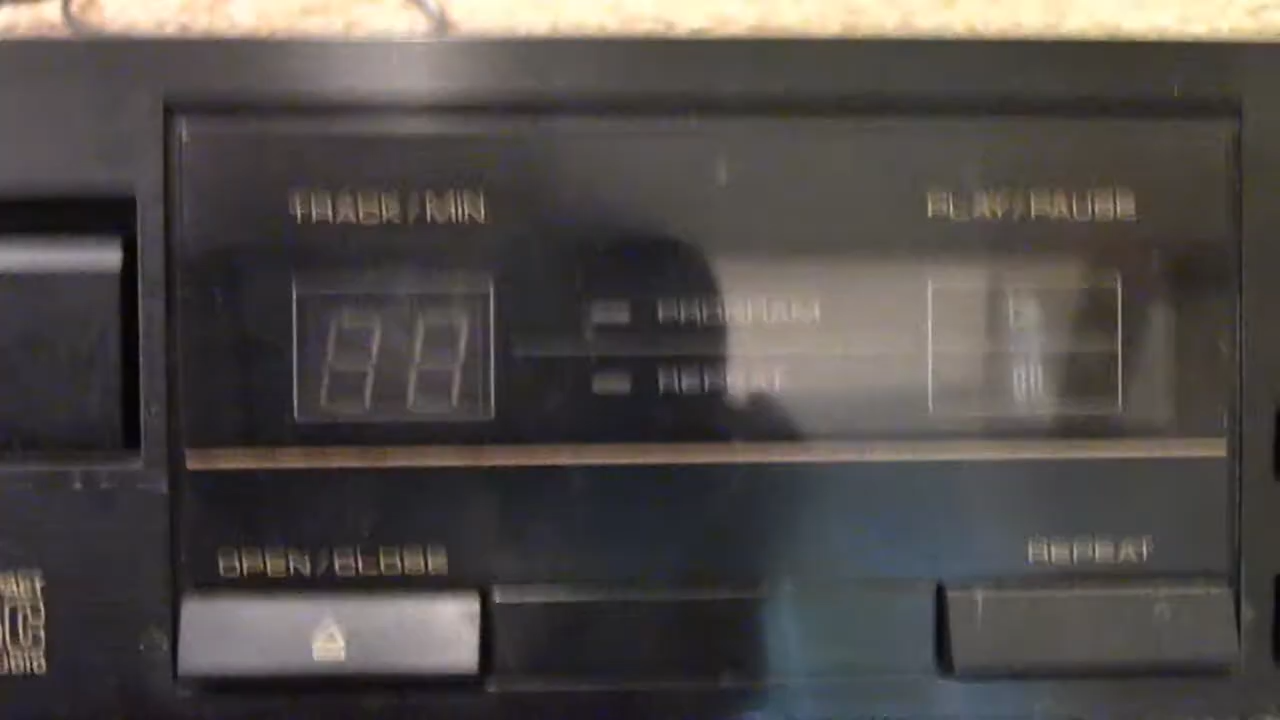 TRACK/MIN
PLAY/PAUSE
PROGRAM
REPEAT
OPEN/CLOSE
REPEAT